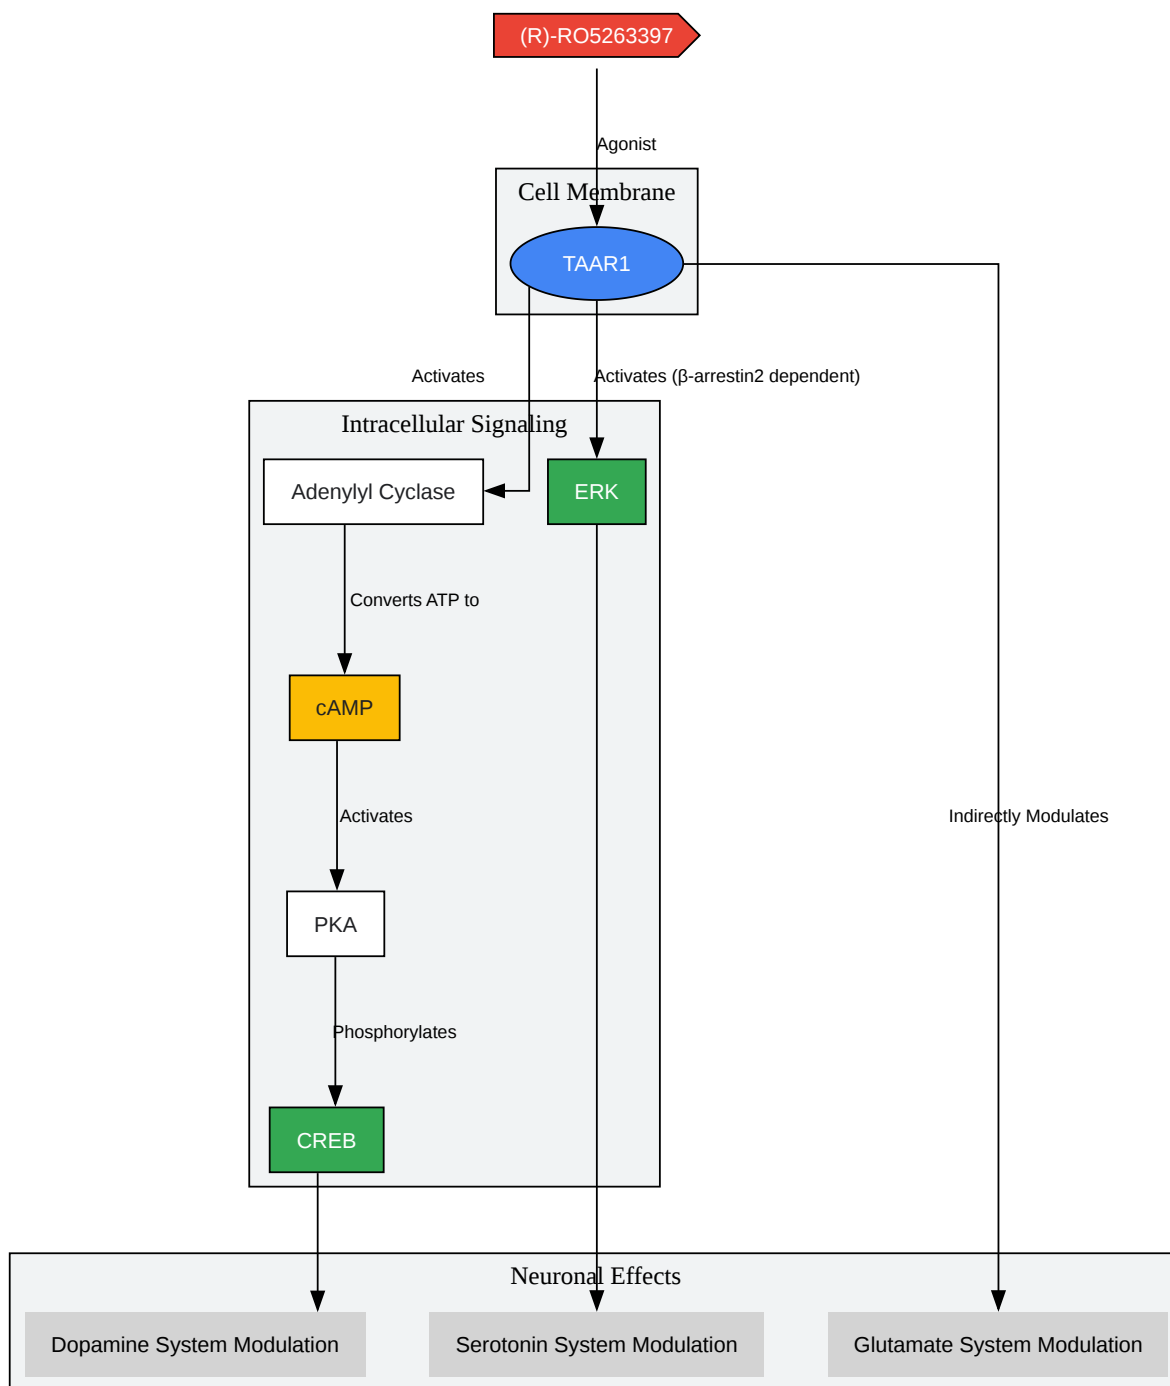 (R)-RO5263397
Agonist
Cell Membrane
TAAR1
Activates
Activates (β-arrestin2 dependent)
Intracellular Signaling
Adenylyl Cyclase
ERK
Converts ATP to
cAMP
Activates
Indirectly Modulates
PKA
Phosphorylates
CREB
Neuronal Effects
Dopamine System Modulation
Serotonin System Modulation
Glutamate System Modulation